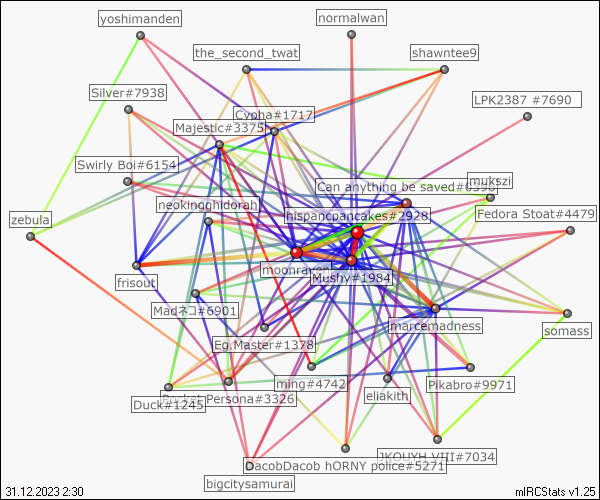 yoshimanden
normalwan
the_second_twat
shawntee9
Silver#7938
LPK2387 #7690
Cypha#1717
Majestic#3375
Swirly Boi#6154
mukszi
Can anything be saved#
neokingghidorah
Fedora Stoat#4479
hispancpancakes#2928
zebula
moonraven
Mushy#1984
frisout
Madネコ#6901
marcemadness
somass
Eg.Master#1378
ming#4742
Pikabro#9971
eliakith
Persona#3326
Duck#1245
JKOUYH VIII#7034
DacobDacob hORNY police#5271
bigcitysamurai
31.12.2023 2:30
mIRCStats v1.25